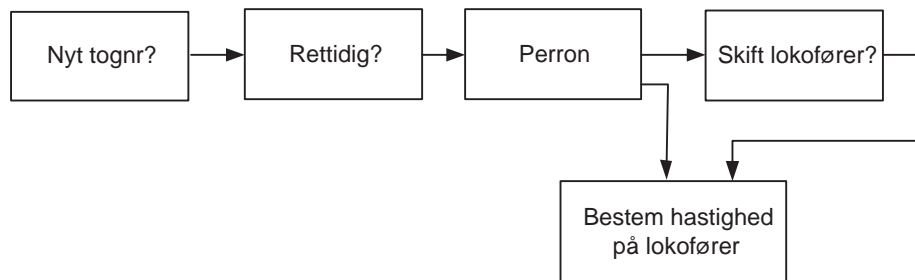 Nyt tognr?
Rettidig?
Perron
Skift lokofører?
Bestem hastighed
på lokofører